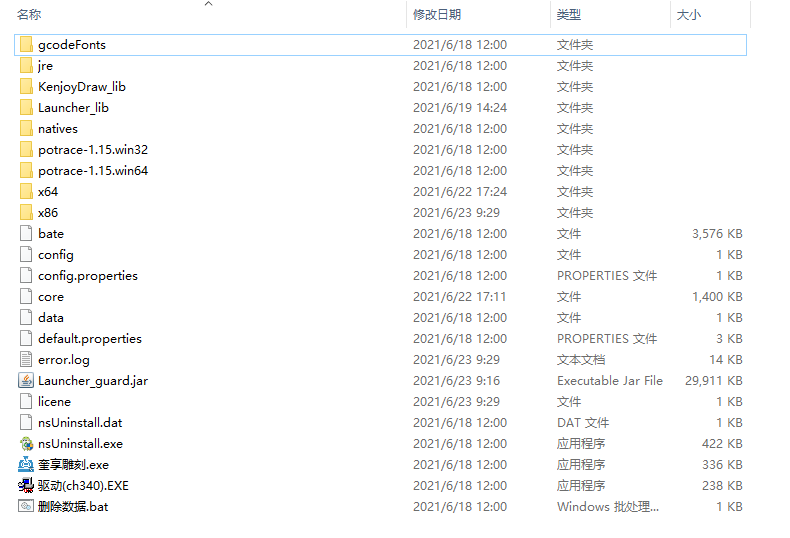 名称 修改日期 类型 大小
gcodeFonts 2021/6/18 12:00 文件夹
jre 2021/6/18 12:00 文件夹
KenjoyDraw_lib 2021/6/18 12:00 文件夹
Launcher_lib 2021/6/19 14:24 文件夹
natives 2021/6/18 12:00 文件夹
potrace-1.15.win32 2021/6/18 12:00 文件夹
potrace-1.15.win64 2021/6/18 12:00 文件夹
x64 2021/6/22 17:24 文件夹
x86 2021/6/23 9:29 文件夹
bate 2021/6/18 12:00 文件 3,576 KB
config 2021/6/18 12:00 文件 1 KB
config.properties 2021/6/18 12:00 PROPERTIES 文件 1 KB
core 2021/6/22 17:11 文件 1,400 KB
data 2021/6/18 12:00 文件 1 KB
default.properties 2021/6/18 12:00 PROPERTIES 文件 3 KB
error.log 2021/6/23 9:29 文本文档 14 KB
Launcher_guard.jar 2021/6/23 9:16 Executable Jar File 29,911 KB
licene 2021/6/23 9:29 文件 1 KB
nsUninstall.dat 2021/6/18 12:00 DAT 文件 1 KB
nsUninstall.exe 2021/6/18 12:00 应用程序 422 KB
奎享雕刻.exe 2021/6/18 12:00 应用程序 336 KB
驱动(ch340).EXE 2021/6/18 12:00 应用程序 238 KB
删除数据.bat 2021/6/18 12:00 Windows 批处理... 1 KB